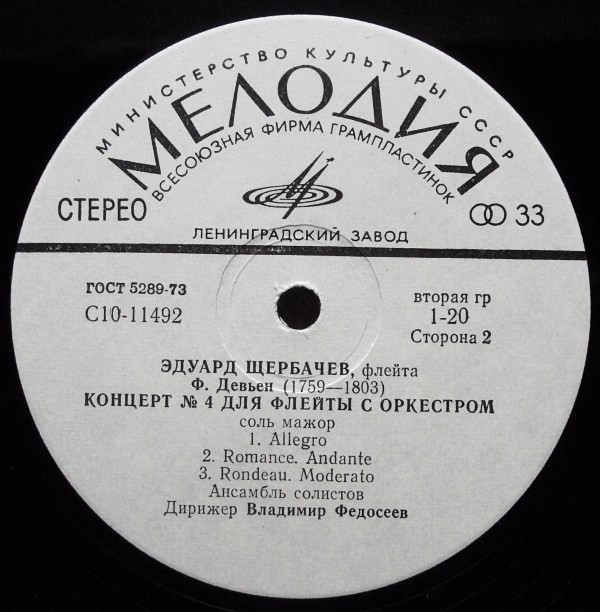 МИНИСТЕРСТВО КУЛЬТУРЫ СССР
МЕЛОДИЯ
ВСЕСОЮЗНАЯ ФИРМА ГРАМПЛАСТИНОК
СТЕРЕО
33
ЛЕНИНГРАДСКИЙ ЗАВОД
ГОСТ 5289-73
С10-11492
вторая гр
1-20
Сторона 2
ЭДУАРД ЩЕРБАЧЕВ, флейта
Ф. Девьен (1759—1803)
КОНЦЕРТ № 4 ДЛЯ ФЛЕЙТЫ С ОРКЕСТРОМ
соль мажор
1. Allegro
2. Romance. Andante
3. Rondeau. Moderato
Ансамбль солистов
Дирижер Владимир Федосеев